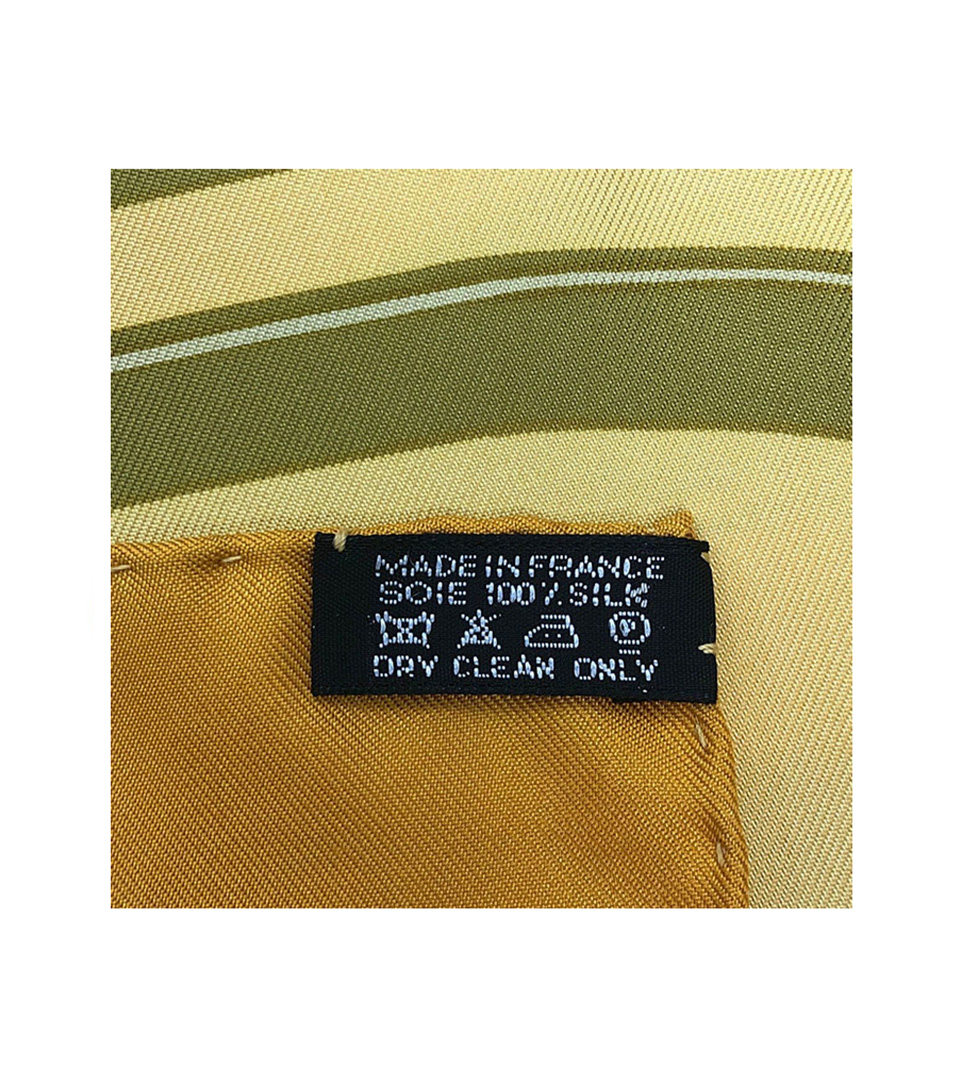 MADE IN FRANCE
SOIE 100% SILK
P
DRY CLEAN ONLY